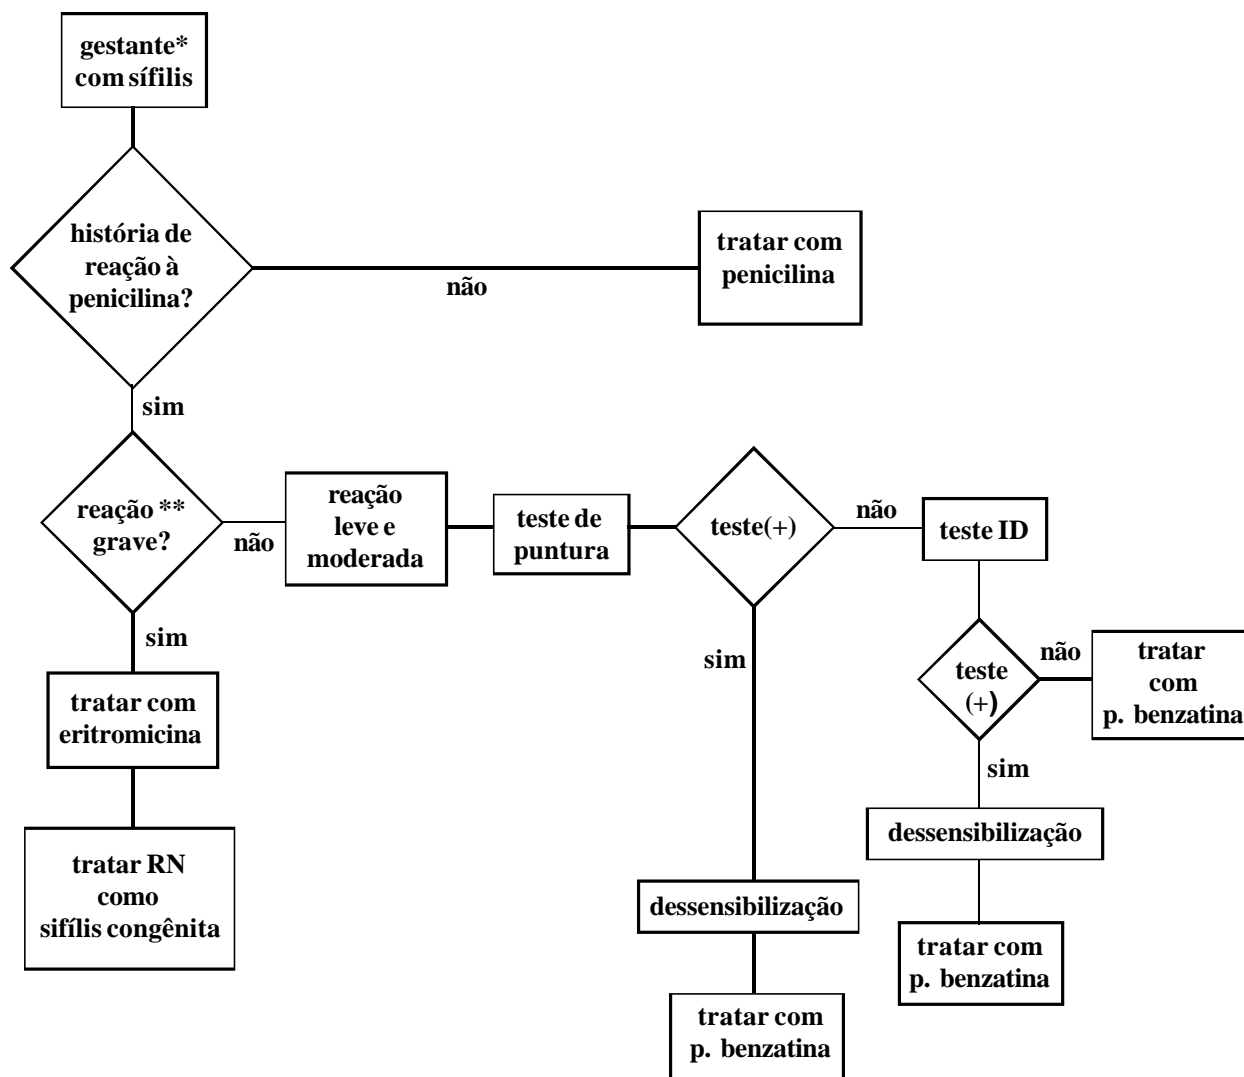 gestante*
com sífilis
história de
reação à
penicilina?
não
tratar com
penicilina
sim
reação **
grave?
não
reação
leve e
moderada
teste de
puntura
teste(+)
não
teste ID
sim
tratar com
eritromicina
tratar RN
como
sifílis congênita
sim
dessensibilização
tratar com
p. benzatina
teste
(+)
não
tratar
com
p. benzatina
sim
dessensibilização
tratar com
p. benzatina